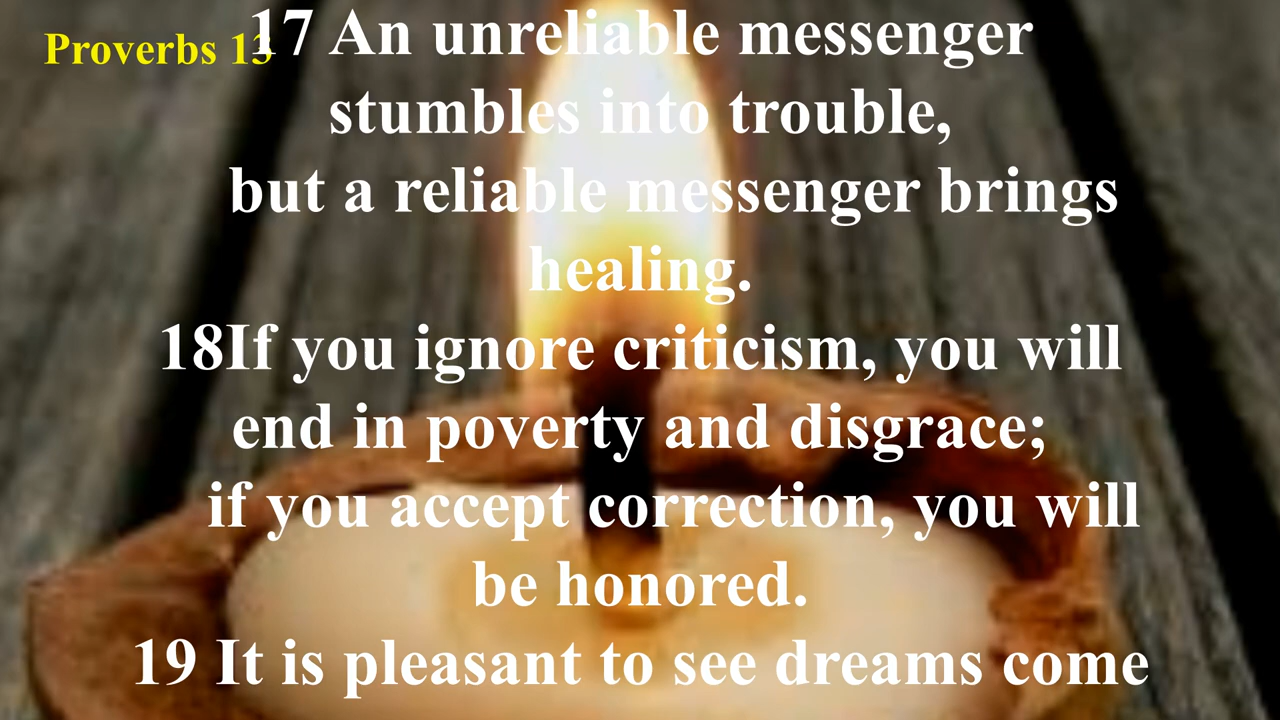 Proverbs 13
17 An unreliable messenger
stumbles into trouble,
but a reliable messenger brings
healing.
18If you ignore criticism, you will
end in poverty and disgrace;
if you accept correction, you will
be honored.
19 It is pleasant to see dreams come